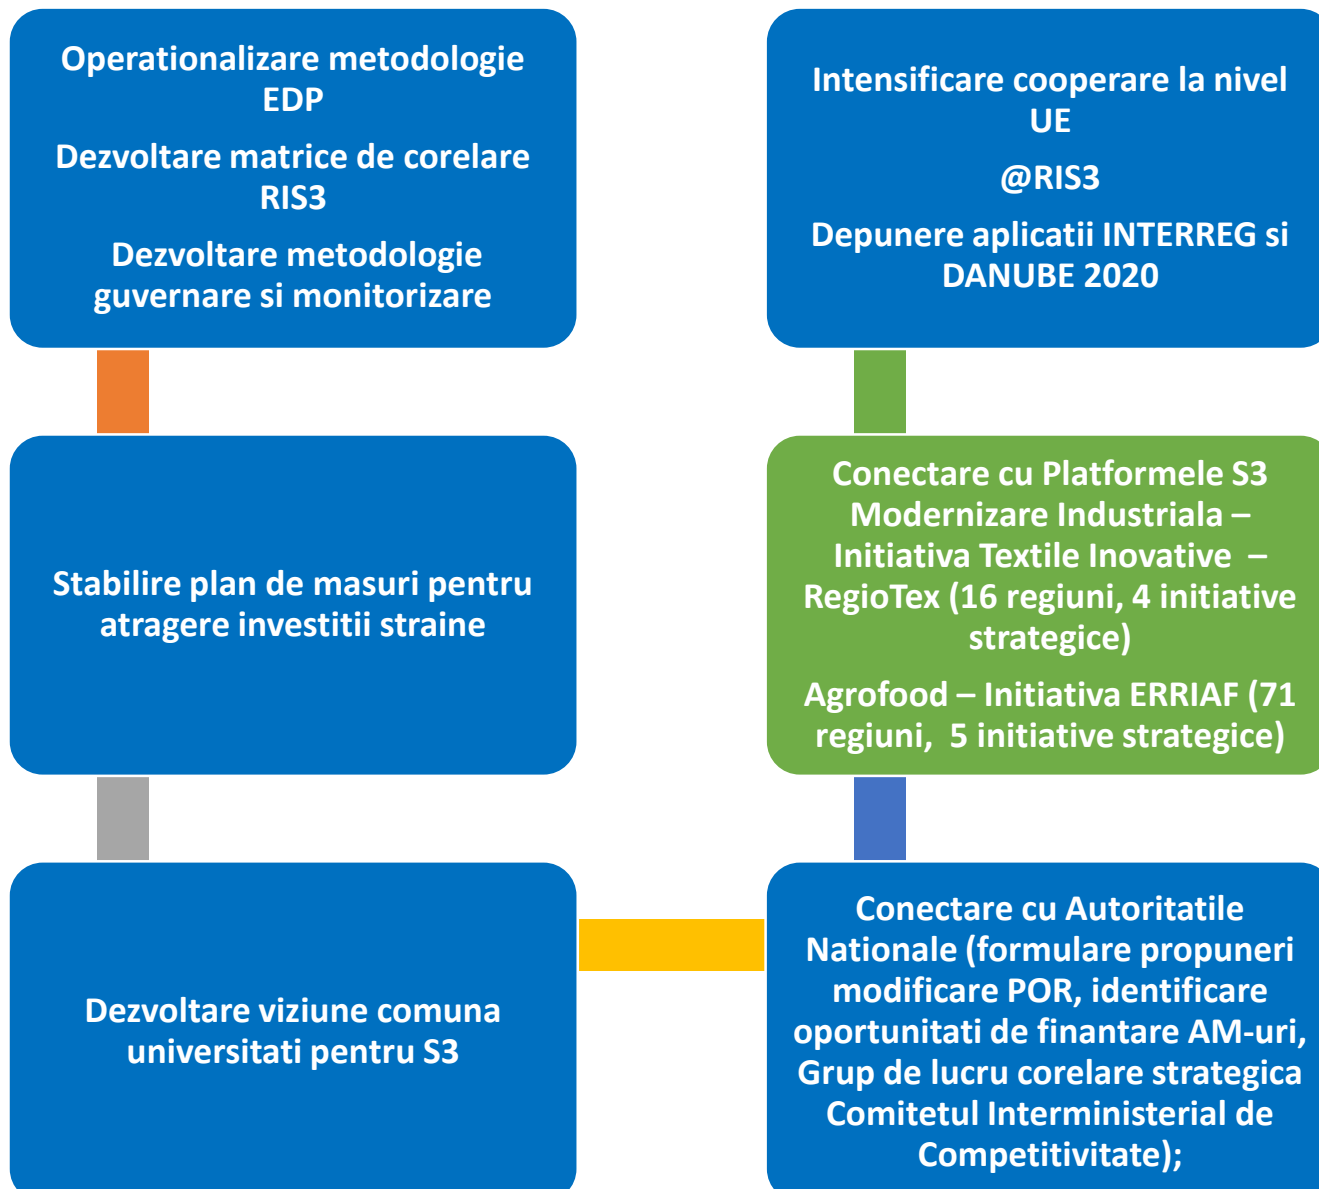 Operationalizare metodologie
EDP
Dezvoltare matrice de corelare
RIS3
Dezvoltare metodologie
guvernare si monitorizare
Stabilire plan de masuri pentru
atragere investitii straine
Dezvoltare viziune comuna
universitati pentru S3
Conectare cu Autoritatile
Nationale (formulare propuneri
modificare POR, identificare
oportunitati de finantare AM-uri,
Grup de lucru corelare strategica
Comitetul Interministerial de
Competitivitate);
Conectare cu Platformele S3
Modernizare Industriala –
Initiativa Textile Inovative –
RegioTex (16 regiuni, 4 initiative
strategice)
Agrofood – Initiativa ERRIAF (71
regiuni, 5 initiative strategice)
Intensificare cooperare la nivel
UE
@RIS3
Depunere aplicatii INTERREG si
DANUBE 2020